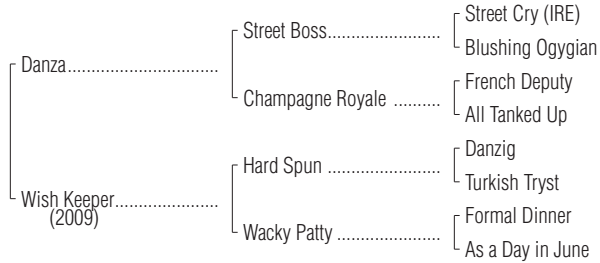 Street Cry (IRE)
Street Boss
Blushing Ogygian
Danza
French Deputy
Champagne Royale
All Tanked Up
Danzig
Hard Spun
Turkish Tryst
Wish Keeper
(2009)
Formal Dinner
Wacky Patty
As a Day in June